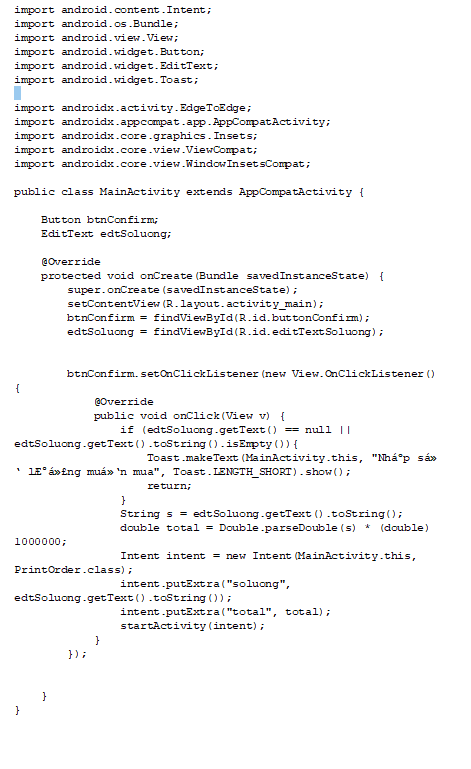 import android.content.Intent;
import android.os.Bundle;
import android.view.View;
import android.widget.Button;
import android.widget.EditText;
import android.widget.Toast;
import androidx.activity.EdgeToEdge;
import androidx.appcompat.app.AppCompatActivity;
import androidx.core.graphics.Insets;
import androidx.core.view.ViewCompat;
import androidx.core.view.WindowInsetsCompat;
public class MainActivity extends AppCompatActivity {
Button btnConfirm;
EditText edtSoluong;
@Override
protected void onCreate(Bundle savedInstanceState) {
super.onCreate(savedInstanceState);
setContentView(R.layout.activity_main);
btnConfirm = findViewById(R.id.buttonConfirm);
edtSoluong = findViewById(R.id.editTextSoluong);
btnConfirm.setOnClickListener(new View.OnClickListener()
{
@Override
public void onClick(View v) {
if (edtSoluong.getText() == null ||
edtSoluong.getText().toString().isEmpty()){
Toast.makeText(MainActivity.this, "Nháº­p sá»
‘ lÆ°á»£ng muá»‘n mua", Toast.LENGTH_SHORT).show();
return;
}
String s = edtSoluong.getText().toString();
double total = Double.parseDouble(s) * (double)
1000000;
Intent intent = new Intent(MainActivity.this,
PrintOrder.class);
intent.putExtra("soluong",
edtSoluong.getText().toString());
intent.putExtra("total", total);
startActivity(intent);
}
});
}
}